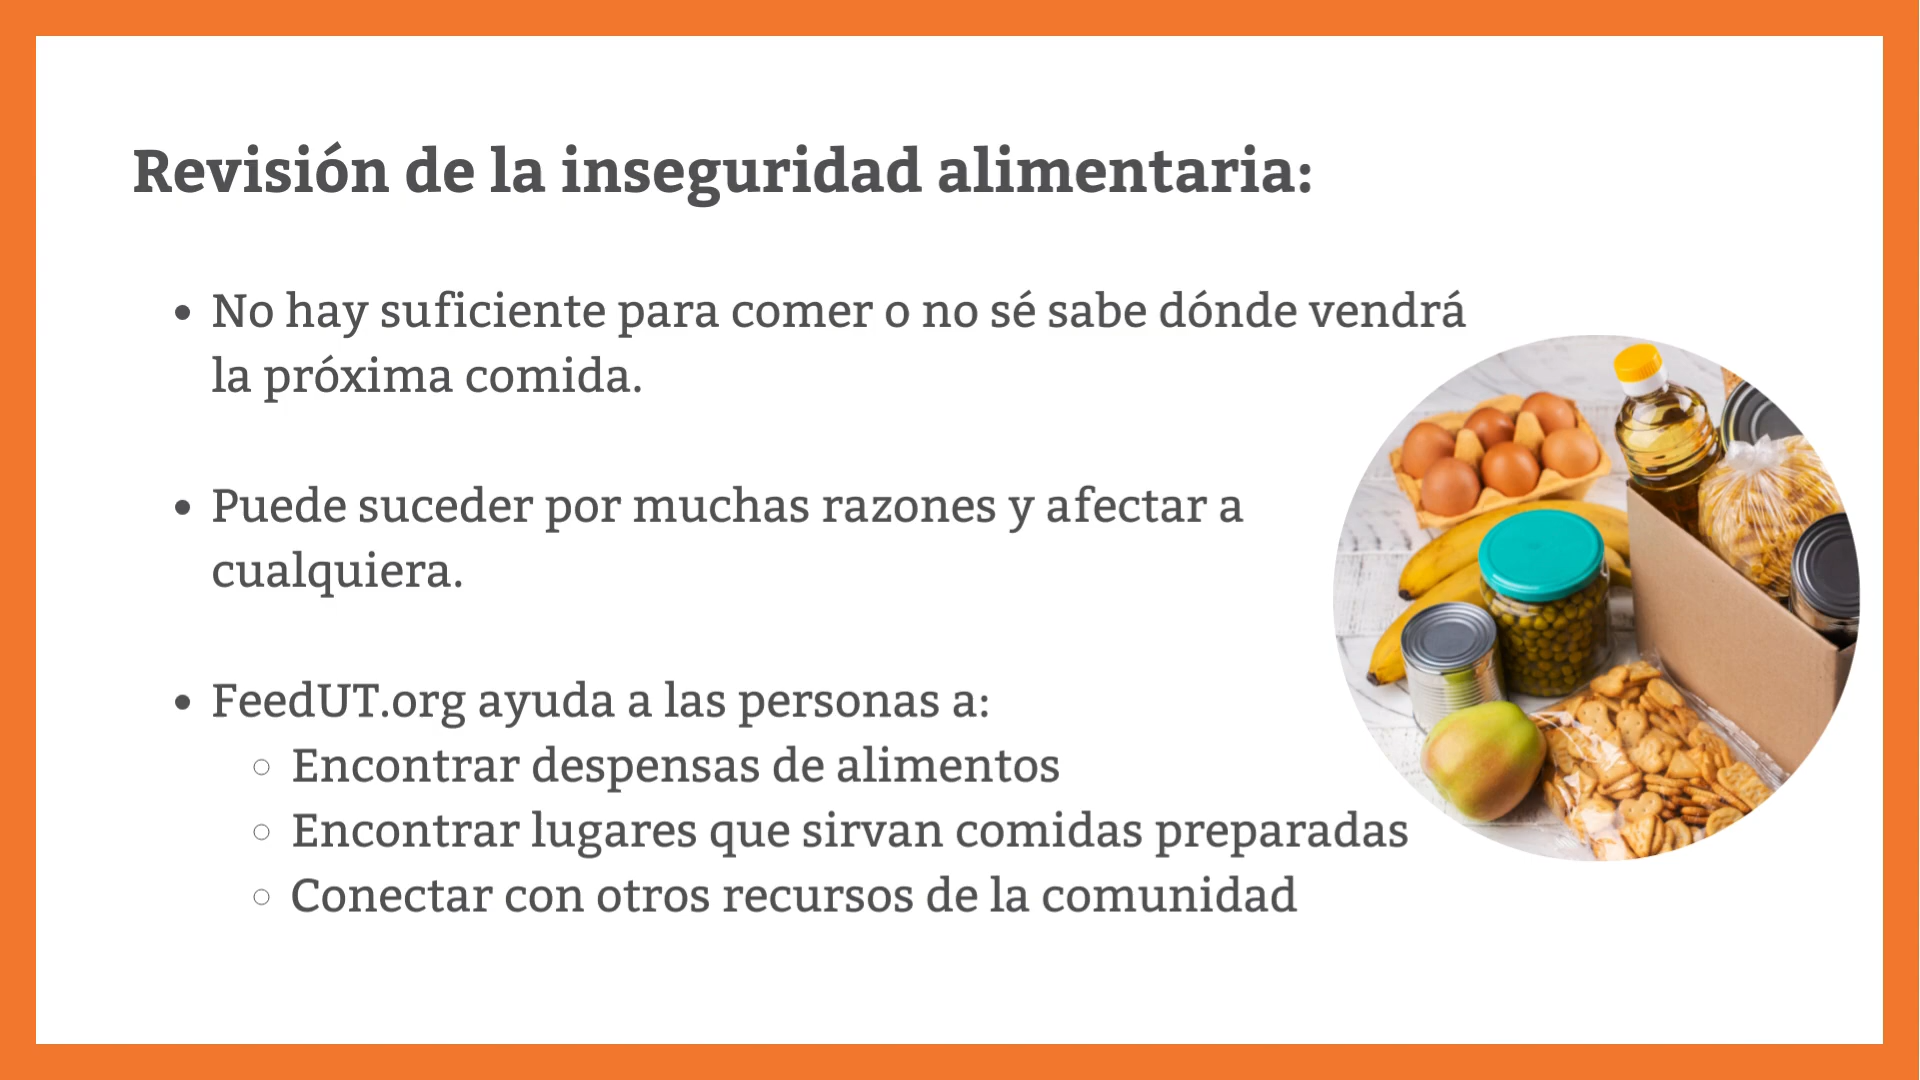 Revisión de la inseguridad alimentaria:
• No hay suficiente para comer o no sé sabe dónde vendrá
la próxima comida.
• Puede suceder por muchas razones y afectar a
cualquiera.
• FeedUT.org ayuda a las personas a:
○ Encontrar despensas de alimentos
○ Encontrar lugares que sirvan comidas preparadas
○ Conectar con otros recursos de la comunidad